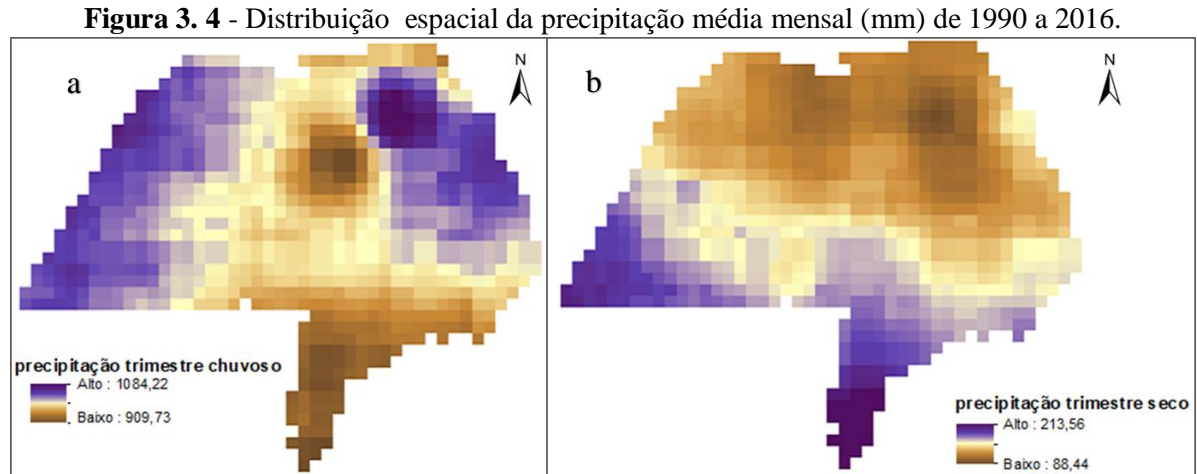 Figura 3. 4 - Distribuição espacial da precipitação média mensal (mm) de 1990 a 2016.
a
N
precipitação trimestre chuvoso
Alto : 1084,22
Baixo : 909,73
b
N
precipitação trimestre seco
Alto : 213,56
Baixo : 88,44